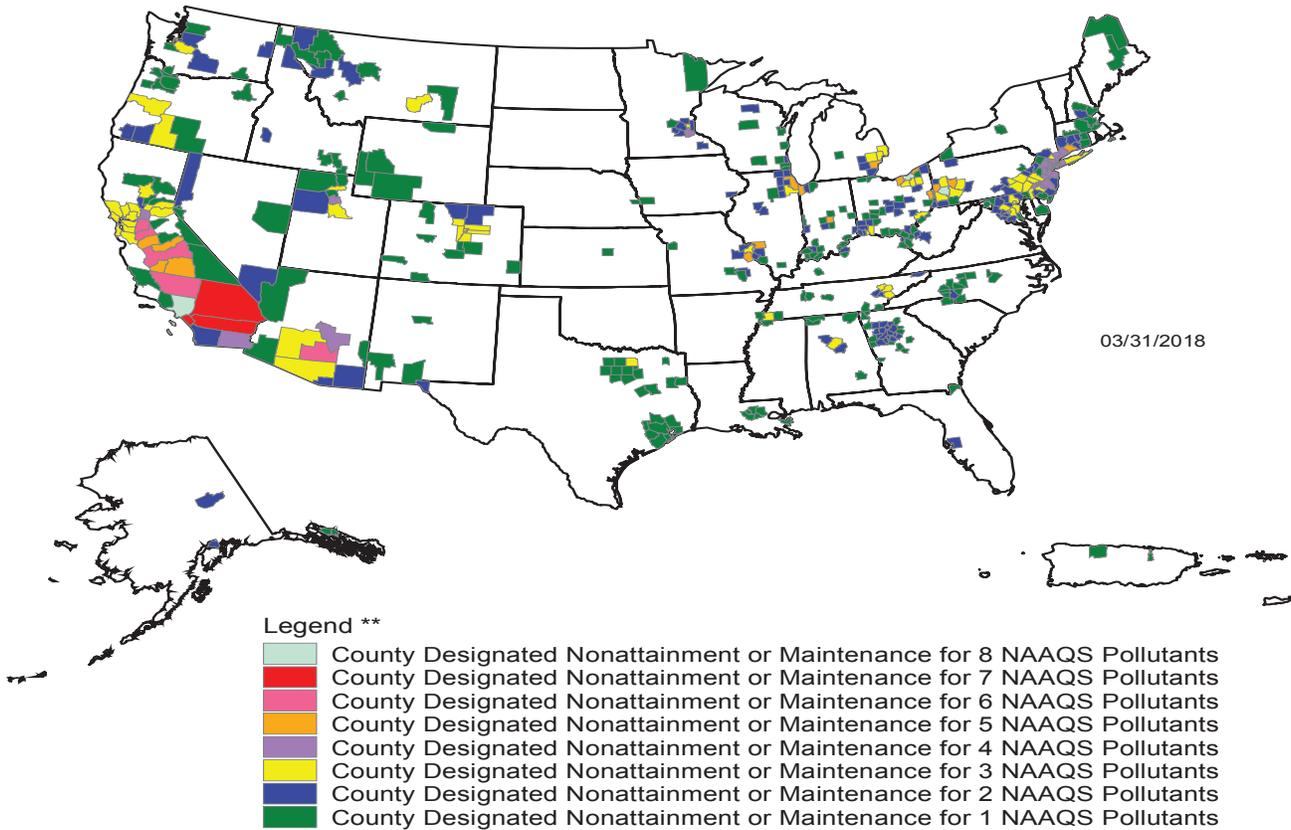 03/31/2018
Legend **
County Designated Nonattainment or Maintenance for 8 NAAQS Pollutants
County Designated Nonattainment or Maintenance for 7 NAAQS Pollutants
County Designated Nonattainment or Maintenance for 6 NAAQS Pollutants
County Designated Nonattainment or Maintenance for 5 NAAQS Pollutants
County Designated Nonattainment or Maintenance for 4 NAAQS Pollutants
County Designated Nonattainment or Maintenance for 3 NAAQS Pollutants
County Designated Nonattainment or Maintenance for 2 NAAQS Pollutants
County Designated Nonattainment or Maintenance for 1 NAAQS Pollutants